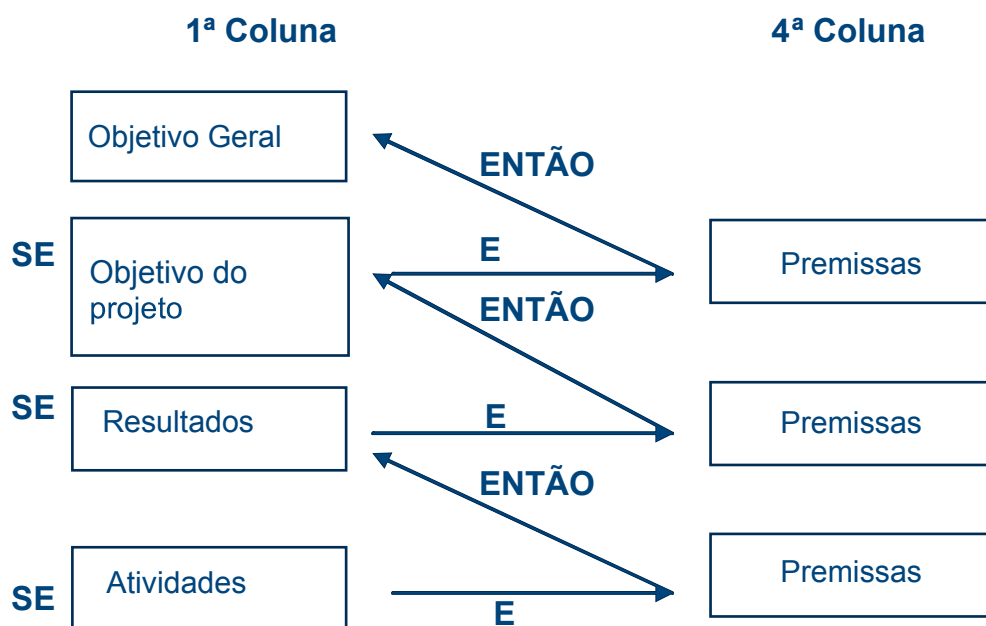 1ª Coluna
4ª Coluna
Objetivo Geral
ENTÃO
SE
Objetivo do
projeto
E
Premissas
ENTÃO
SE
Resultados
E
Premissas
ENTÃO
SE
Atividades
E
Premissas